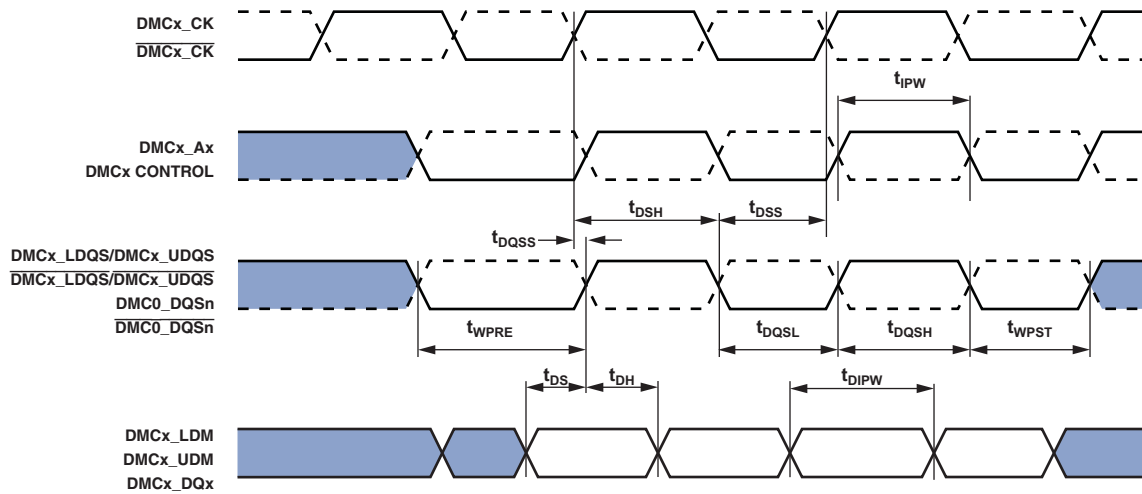 DMCx_CK
DMCx_CK
tIPW
DMCx_Ax
DMCx CONTROL
tDSH
tDSS
tDQSS
DMCx_LDQS/DMCx_UDQS
DMCx_LDQS/DMCx_UDQS
DMC0_DQSn
DMC0_DQSn
tWPRE
tDQSL
tDQSH
tWPST
tDS
tDH
tDIPW
DMCx_LDM
DMCx_UDM
DMCx_DQx